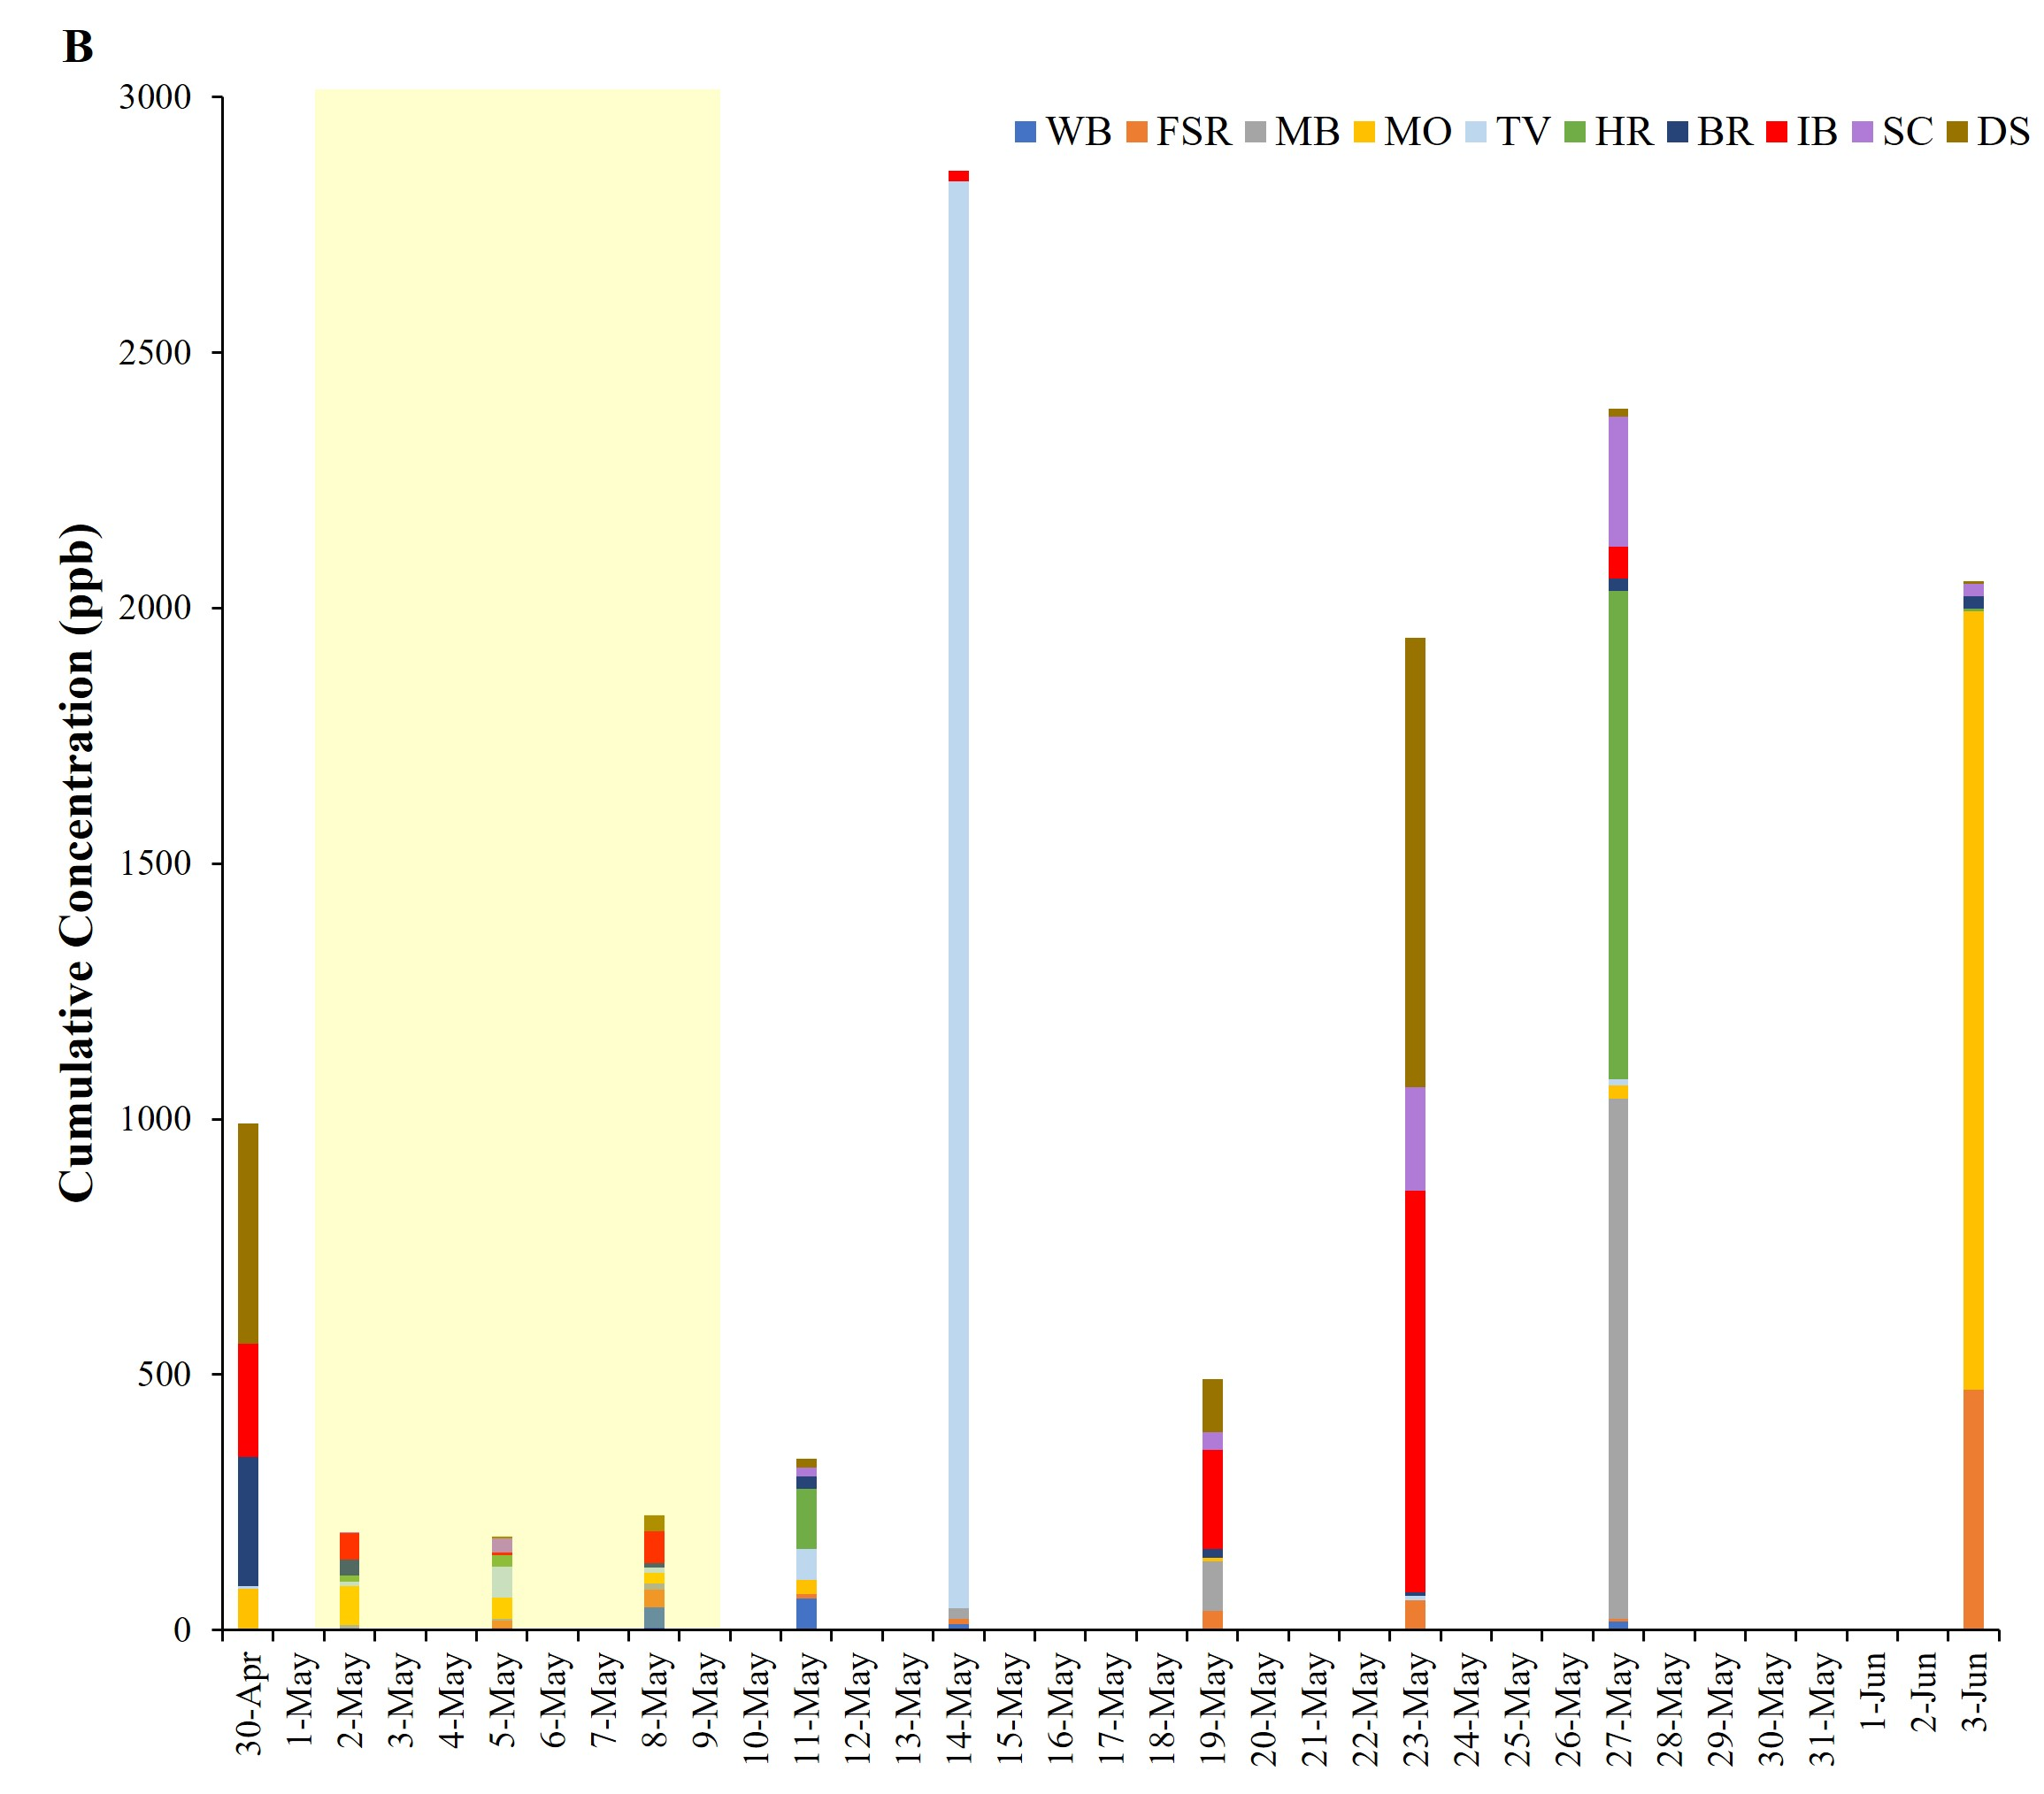 B
3000
WB FSR MB MO TV HR BR IB SC DS
2500
2000
1500
1000
500
0
Cumulative Concentration (ppb)
30-Apr
1-May
2-May
3-May
4-May
5-May
6-May
7-May
8-May
9-May
10-May
11-May
12-May
13-May
14-May
15-May
16-May
17-May
18-May
19-May
20-May
21-May
22-May
23-May
24-May
25-May
26-May
27-May
28-May
29-May
30-May
31-May
1-Jun
2-Jun
3-Jun